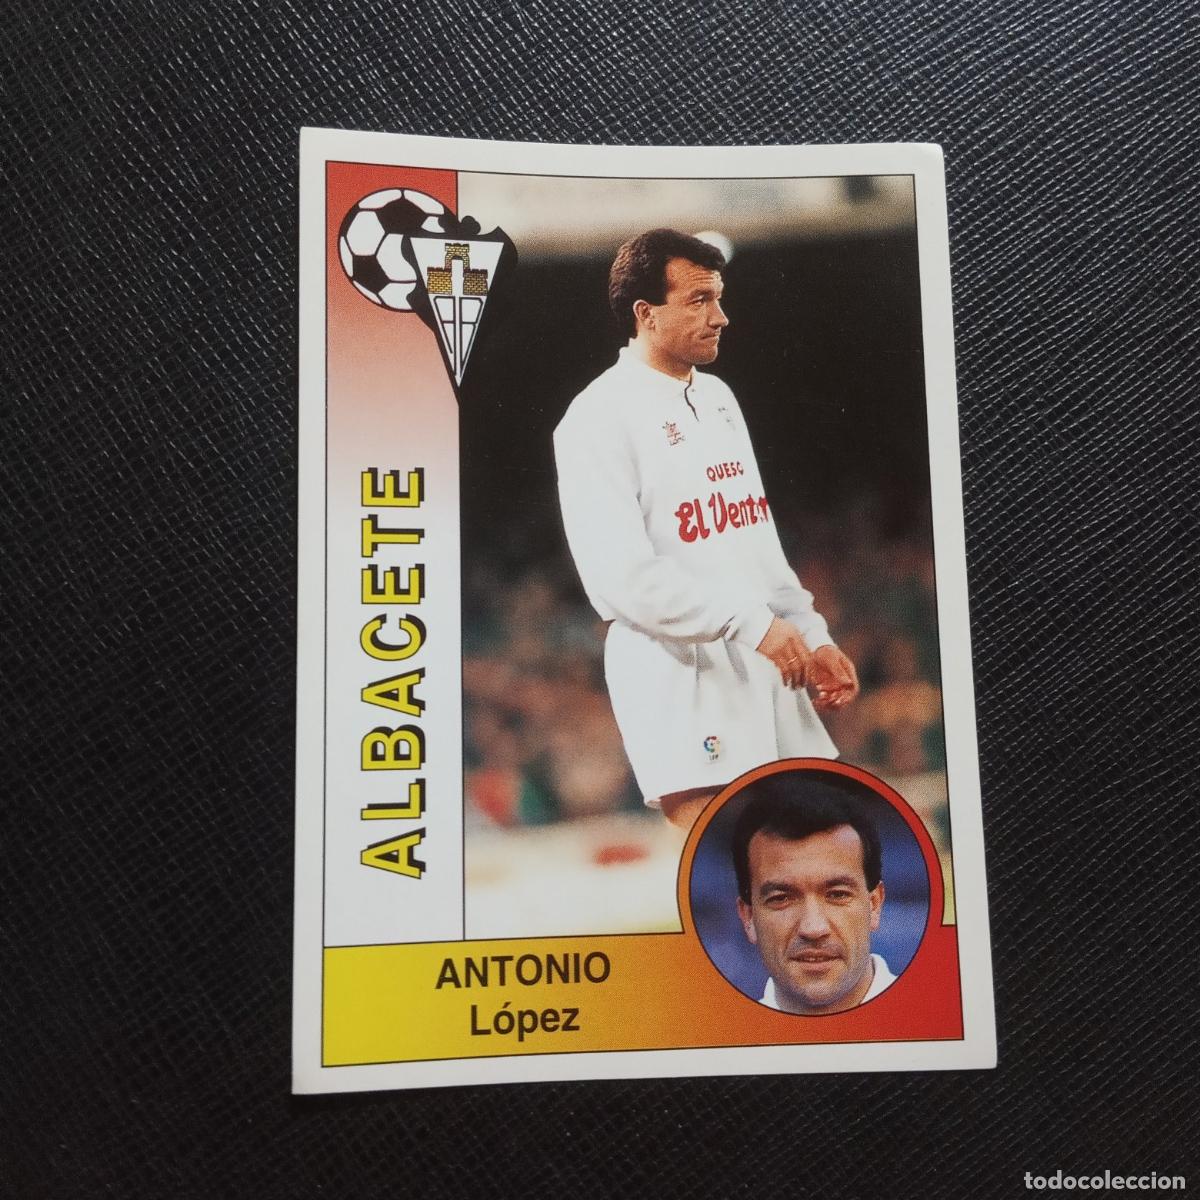 ALBACETE
QUESO
El Ventero
ANTONIO
López
todocoleccion